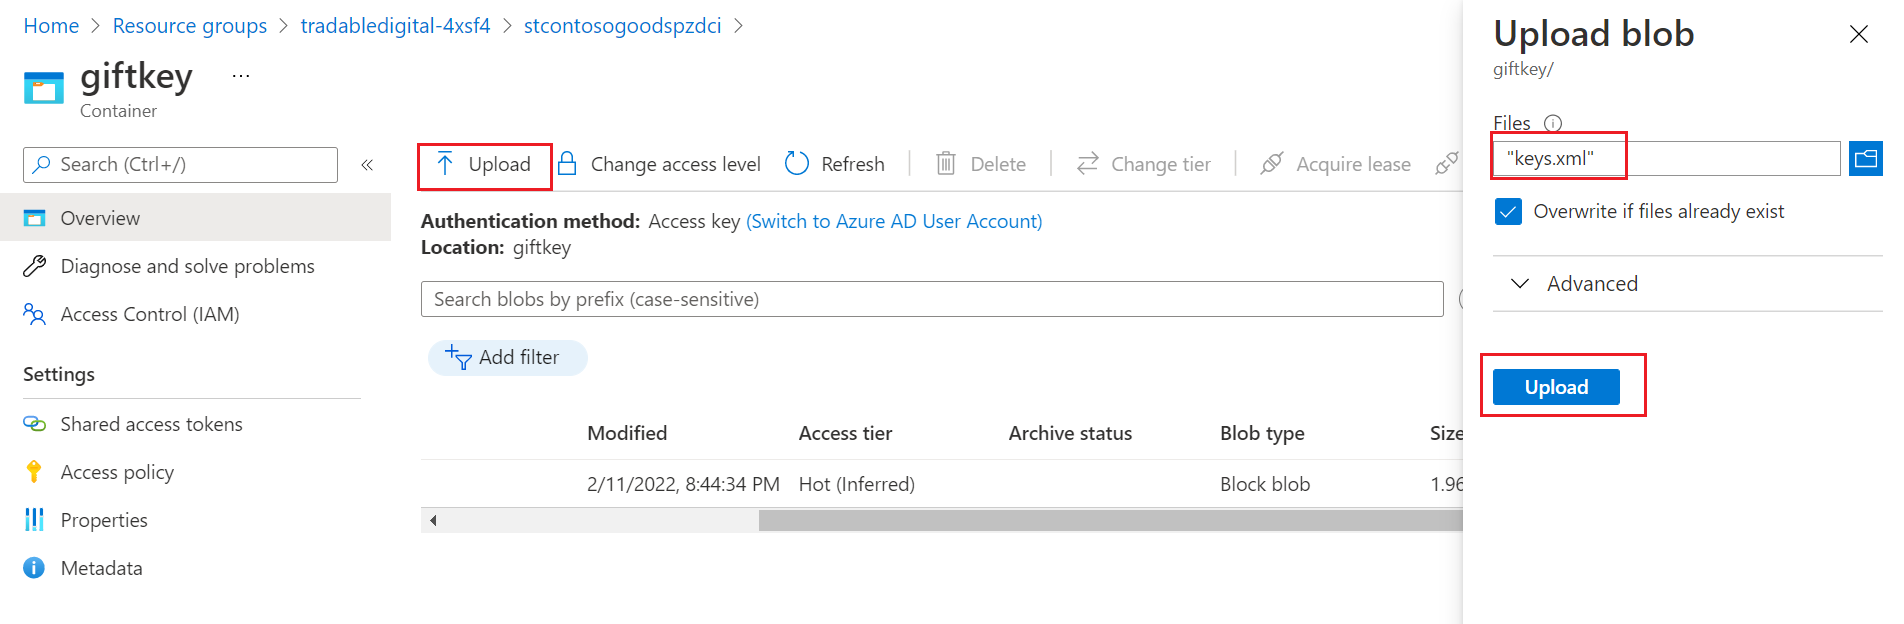 Home > Resource groups > tradabledigital-4xsf4 > stcontosogoodspzdci >
giftkey ...
Container
Search (Ctrl+/)
«
Overview
Diagnose and solve problems
Access Control (IAM)
Settings
Shared access tokens
Access policy
Properties
Metadata
Upload Change access level Refresh Delete Change tier Acquire lease
Authentication method: Access key (Switch to Azure AD User Account)
Location: giftkey
Search blobs by prefix (case-sensitive)
Add filter
Modified Access tier Archive status Blob type Size
2/11/2022, 8:44:34 PM Hot (Inferred) Block blob 1.96
Upload blob
giftkey/
Files
"keys.xml"
Overwrite if files already exist
Advanced
Upload